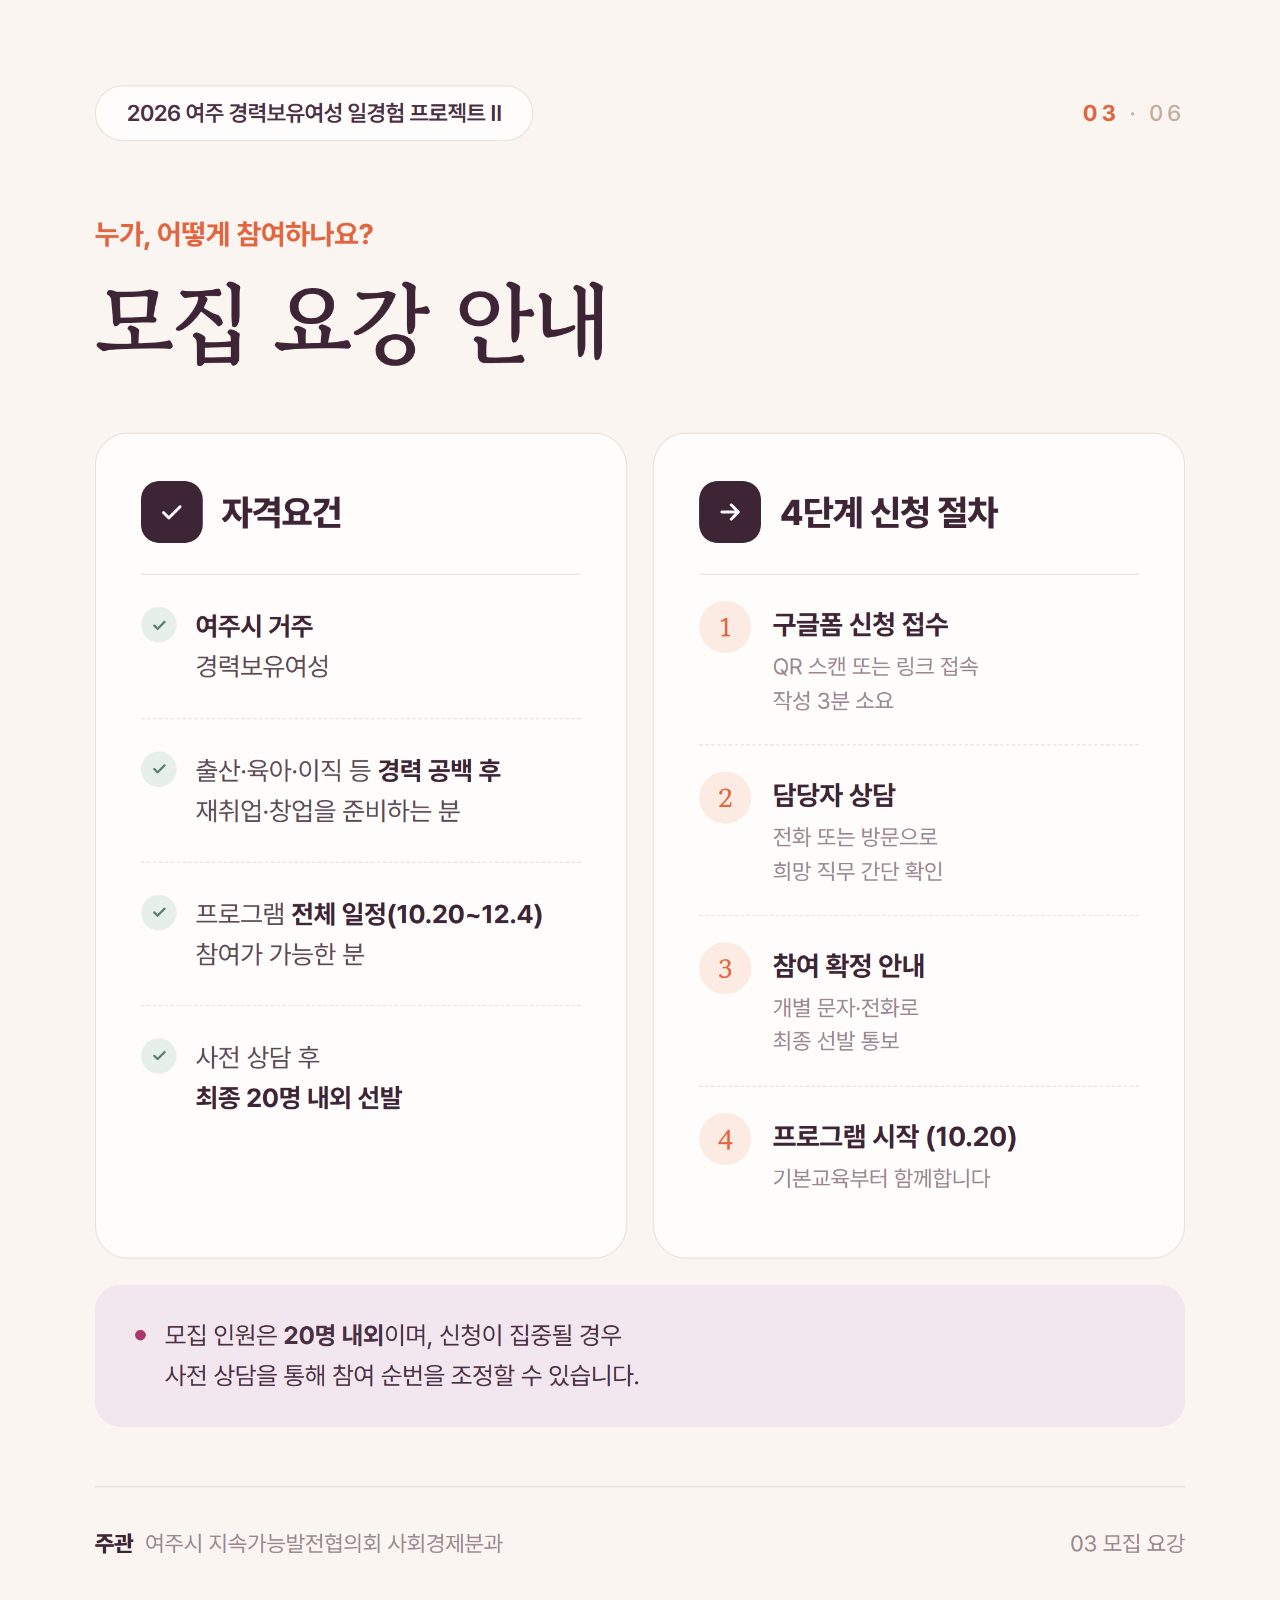 2026 여주 경력보유여성 일경험 프로젝트 II
03 · 06
누가, 어떻게 참여하나요?
모집 요강 안내
자격요건
여주시 거주
경력보유여성
출산·육아·이직 등 경력 공백 후
재취업·창업을 준비하는 분
프로그램 전체 일정(10.20~12.4)
참여가 가능한 분
사전 상담 후
최종 20명 내외 선발
4단계 신청 절차
1 구글폼 신청 접수
QR 스캔 또는 링크 접속
작성 3분 소요
2 담당자 상담
전화 또는 방문으로
희망 직무 간단 확인
3 참여 확정 안내
개별 문자·전화로
최종 선발 통보
4 프로그램 시작 (10.20)
기본교육부터 함께합니다
모집 인원은 20명 내외이며, 신청이 집중될 경우
사전 상담을 통해 참여 순번을 조정할 수 있습니다.
주관 여주시 지속가능발전협의회 사회경제분과
03 모집 요강